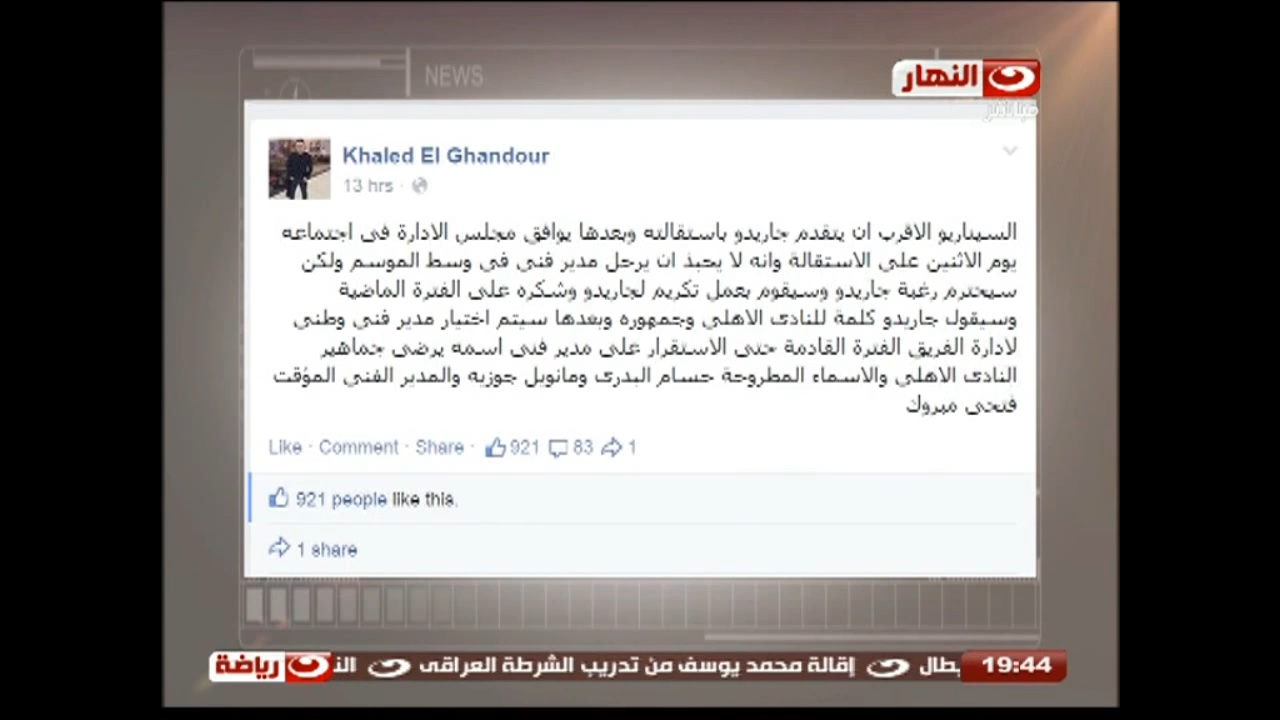 NEWS
النهار
مباشر
Khaled El Ghandour
13 hrs ·
السيناريو الاقرب ان يتقدم جاريدو باستقالته وبعدها يوافق مجلس الادارة فى اجتماعه
يوم الاثنين على الاستقالة وانه لا يحبذ ان يرحل مدير فنى فى وسط الموسم ولكن
سيحترم رغبة جاريدو وسيقوم بعمل تكريم لجاريدو وشكره على الفترة الماضية
وسيقول جاريدو كلمة للنادى الاهلى وجمهوره وبعدها سيتم اختيار مدير فنى وطنى
لادارة الفريق الفترة القادمة حتى الاستقرار على مدير فنى اسمه يرضى جماهير
النادى الاهلى والاسماء المطروحة حسام البدرى ومانويل جوزيه والمدير الفنى المؤقت
فتحى مبروك
Like · Comment · Share · 921 83 1
921 people like this.
1 share
19:44 بطال إقالة محمد يوسف من تدريب الشرطة العراقى الن
رياضة